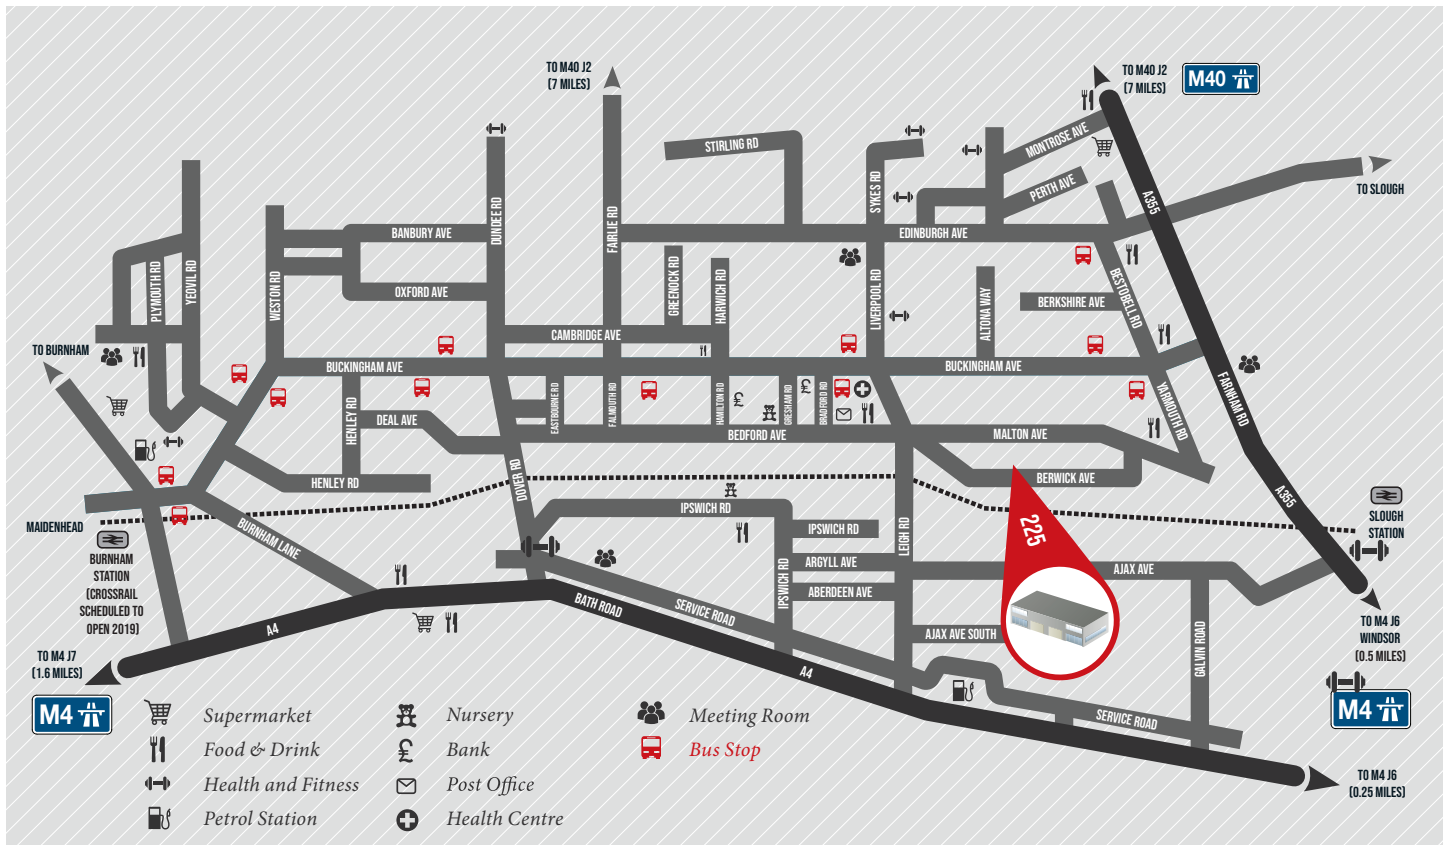 TO M40 J2
(7 MILES)
TO M40 J2
(7 MILES)
M40
MONTROSE AVE
STIRLING RD
PERTH AVE
A355
TO SLOUGH
SYKES RD
DUNDEE RD
FAIRLIE RD
BANBURY AVE
EDINBURGH AVE
PLYMOUTH RD
YEOVIL RD
WESTON RD
OXFORD AVE
GREENOCK RD
HARWICH RD
LIVERPOOL RD
ALTONA WAY
BERKSHIRE AVE
BESTOBELL RD
CAMBRIDGE AVE
TO BURNHAM
BUCKINGHAM AVE
BUCKINGHAM AVE
FARNHAM RD
YARMOUTH RD
HENLEY RD
DEAL AVE
EASTBOURNE RD
FALMOUTH RD
HAMILTON RD
GRESHAM RD
BRADFORD RD
BEDFORD AVE
MALTON AVE
HENLEY RD
DOVER RD
BERWICK AVE
A355
IPSWICH RD
225
MAIDENHEAD
BURNHAM
STATION
(CROSSRAIL
SCHEDULED TO
OPEN 2019)
BURNHAM LANE
IPSWICH RD
LEIGH RD
SLOUGH
STATION
ARGYLL AVE
AJAX AVE
IPSWICH RD
ABERDEEN AVE
BATH ROAD
SERVICE ROAD
A4
AJAX AVE SOUTH
GALVIN ROAD
TO M4 J6
WINDSOR
(0.5 MILES)
TO M4 J7
(1.6 MILES)
M4
A4
M4
SERVICE ROAD
TO M4 J6
(0.25 MILES)
Supermarket
Food & Drink
Health and Fitness
Petrol Station
Nursery
Bank
Post Office
Health Centre
Meeting Room
Bus Stop